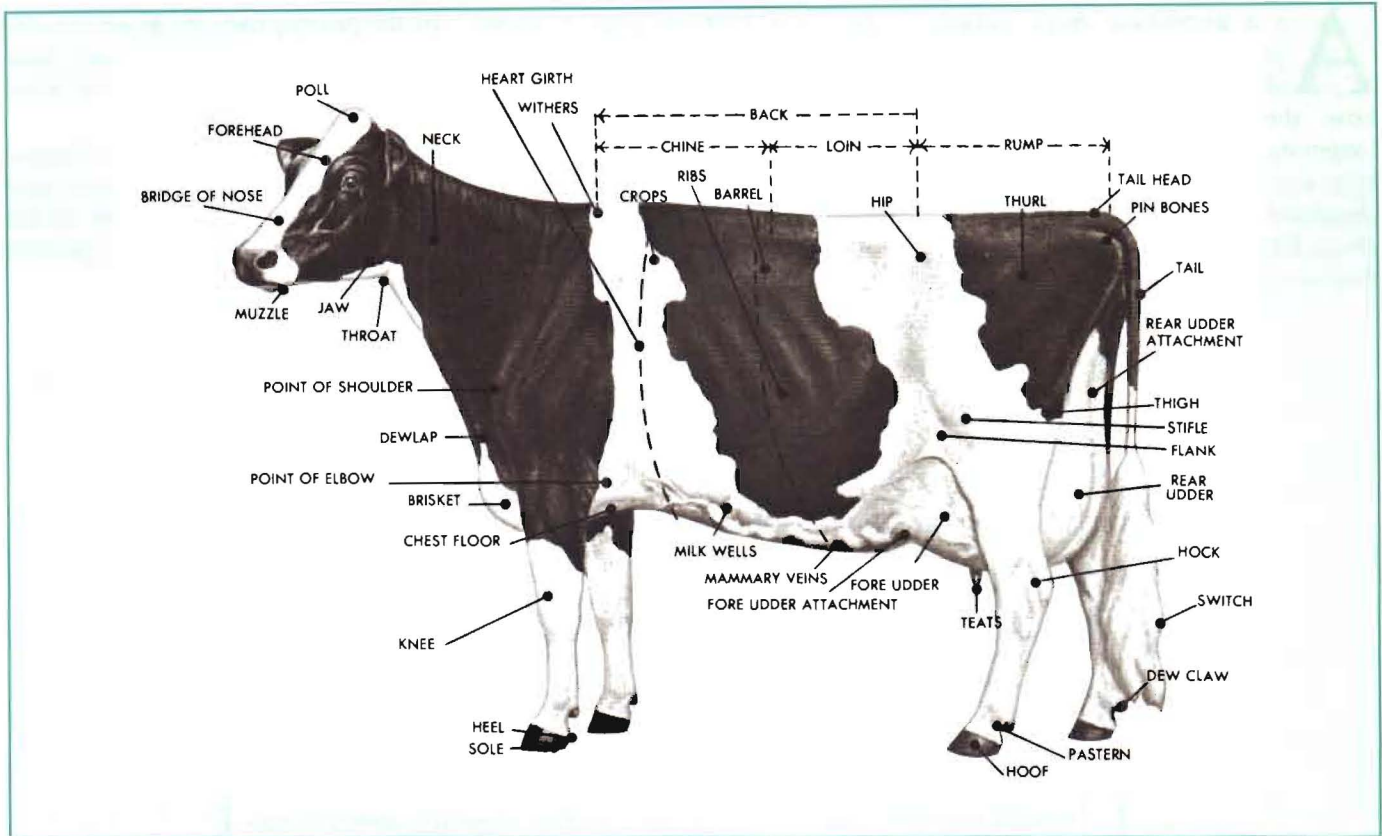 A
HEART GIRTH
POLL
WITHERS
BACK
FOREHEAD
NECK
CHINE
LOIN
RUMP
RIBS
CROPS
BARREL
HIP
THURL
TAIL HEAD
BRIDGE OF NOSE
PIN BONES
TAIL
MUZZLE
JAW
THROAT
REAR UDDER
ATTACHMENT
POINT OF SHOULDER
THIGH
STIFLE
DEWLAP
FLANK
POINT OF ELBOW
BRISKET
REAR
UDDER
CHEST FLOOR
MILK WELLS
HOCK
MAMMARY VEINS
FORE UDDER
FORE UDDER ATTACHMENT
SWITCH
TEATS
KNEE
DEW CLAW
HEEL
SOLE
PASTERN
HOOF